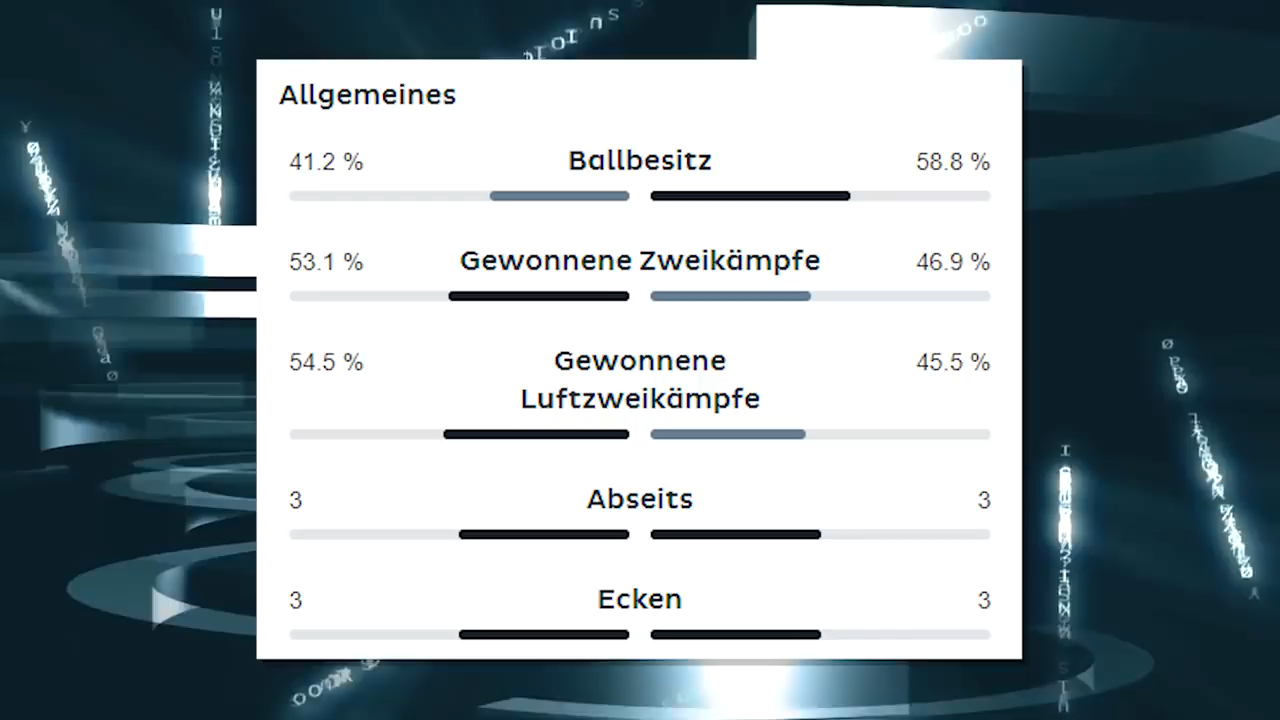 Allgemeines
41.2 % Ballbesitz 58.8 %
53.1 % Gewonnene Zweikämpfe 46.9 %
54.5 % Gewonnene 45.5 %
Luftzweikämpfe
3 Abseits 3
3 Ecken 3